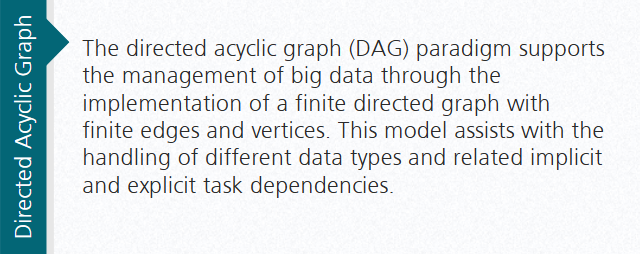 Directed Acyclic Graph
The directed acyclic graph (DAG) paradigm supports
the management of big data through the
implementation of a finite directed graph with
finite edges and vertices. This model assists with the
handling of different data types and related implicit
and explicit task dependencies.